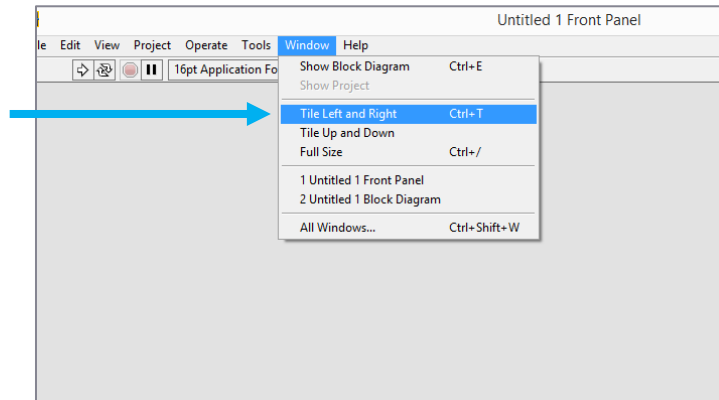 Untitled 1 Front Panel
le Edit View Project Operate Tools Window Help
16pt Application Fo
Show Block Diagram Ctrl+E
Show Project
Tile Left and Right Ctrl+T
Tile Up and Down
Full Size Ctrl+/
1 Untitled 1 Front Panel
2 Untitled 1 Block Diagram
All Windows... Ctrl+Shift+W